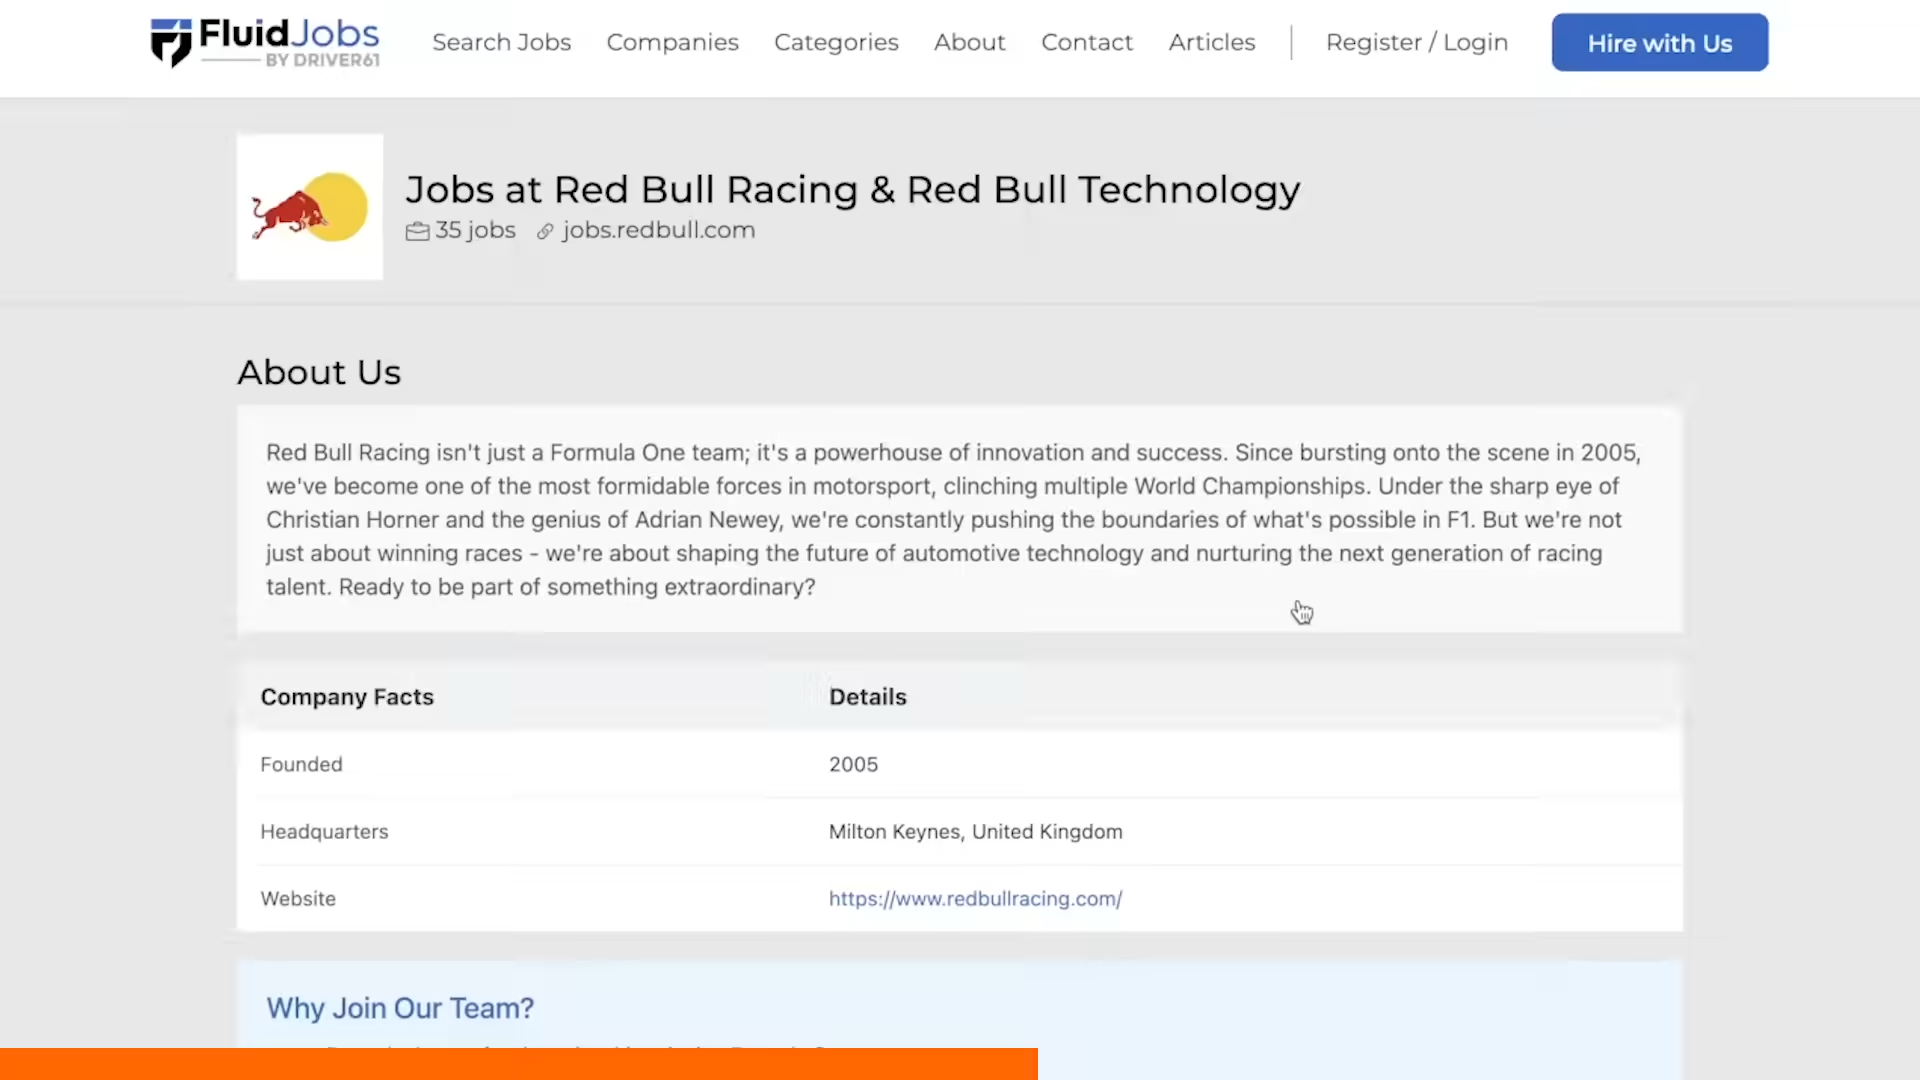 FluidJobs
BY DRIVER61
Search Jobs
Companies
Categories
About
Contact
Articles
Register / Login
Hire with Us
Jobs at Red Bull Racing & Red Bull Technology
35 jobs
jobs.redbull.com
About Us
Red Bull Racing isn't just a Formula One team; it's a powerhouse of innovation and success. Since bursting onto the scene in 2005,
we've become one of the most formidable forces in motorsport, clinching multiple World Championships. Under the sharp eye of
Christian Horner and the genius of Adrian Newey, we're constantly pushing the boundaries of what's possible in F1. But we're not
just about winning races - we're about shaping the future of automotive technology and nurturing the next generation of racing
talent. Ready to be part of something extraordinary?
Company Facts
Details
Founded
2005
Headquarters
Milton Keynes, United Kingdom
Website
https://www.redbullracing.com/
Why Join Our Team?